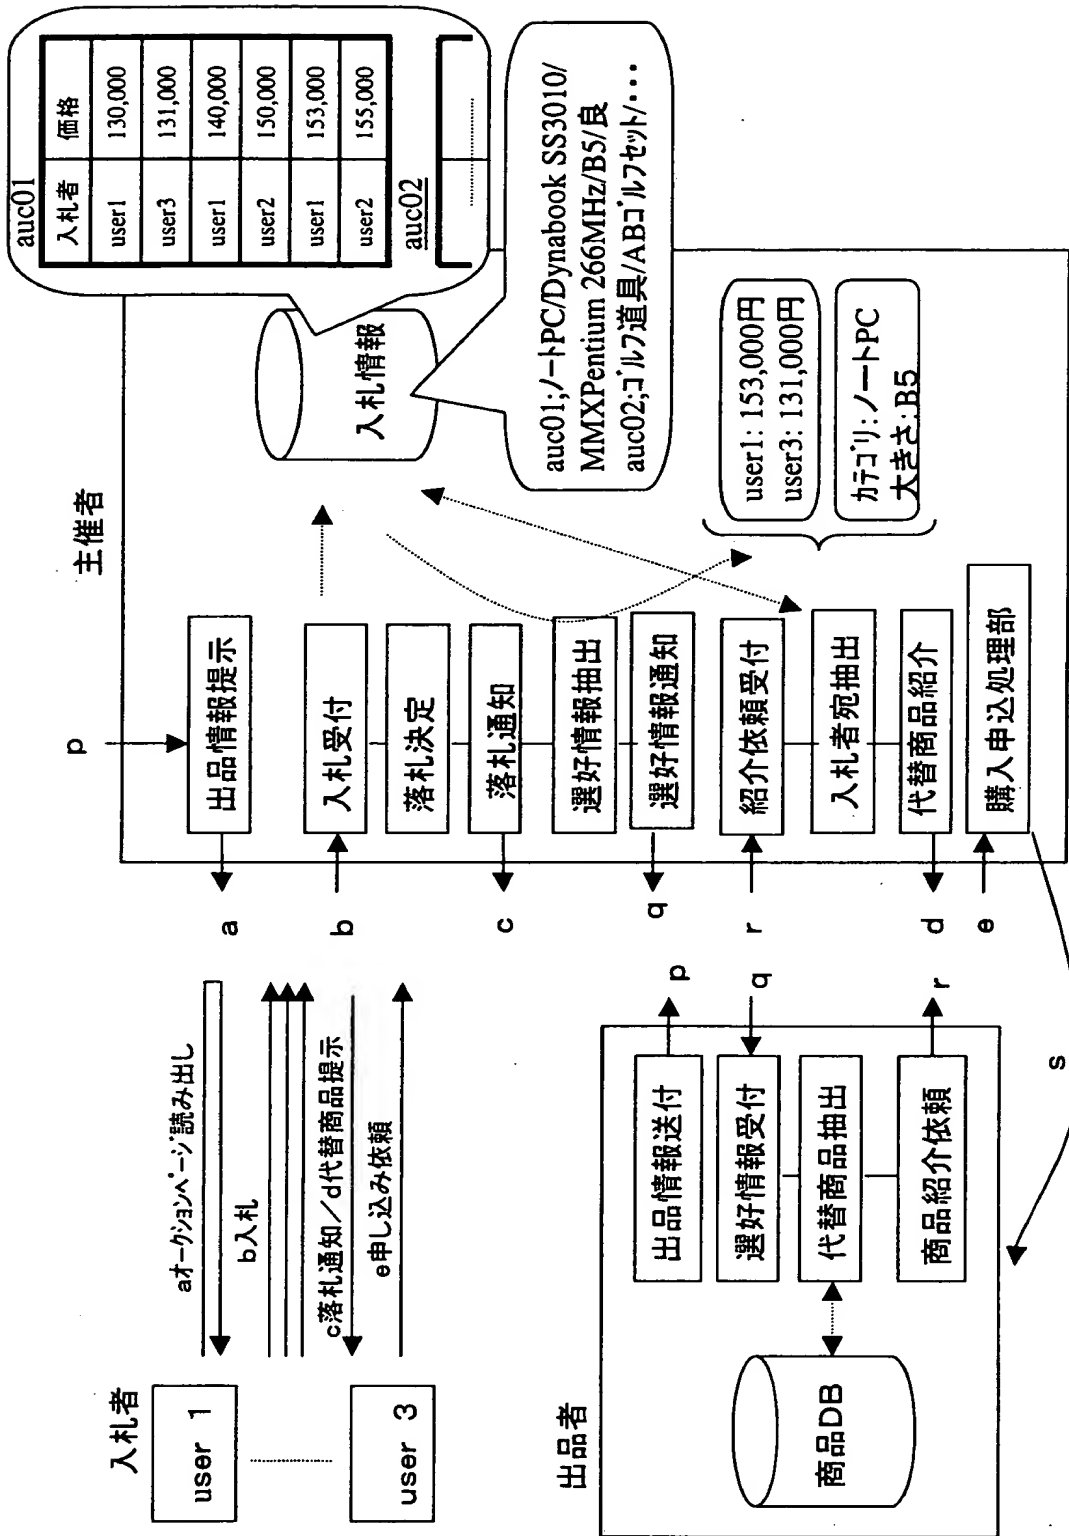 入札者
user 1
user 3
aオークションページ読み出し
b入札
c落札通知/d代替商品提示
e申し込み依頼
出品者
商品DB
出品情報送付
選好情報受付
代替商品抽出
商品紹介依頼
p
q
r
s
主催者
p
出品情報提示
入札受付
落札決定
落札通知
選好情報抽出
選好情報通知
紹介依頼受付
入札者宛抽出
代替商品紹介
購入申込処理部
a
b
c
q
r
d
e
入札情報
auc01
入札者 価格
user1 130,000
user3 131,000
user1 140,000
user2 150,000
user1 153,000
user2 155,000
auc02
auc01;ノートPC/Dynabook SS3010/
MMXPentium 266MHz/B5/良
auc02;ゴルフ道具/ABゴルフセット/・・・
user1: 153,000円
user3: 131,000円
カテゴリ:ノートPC
大きさ:B5